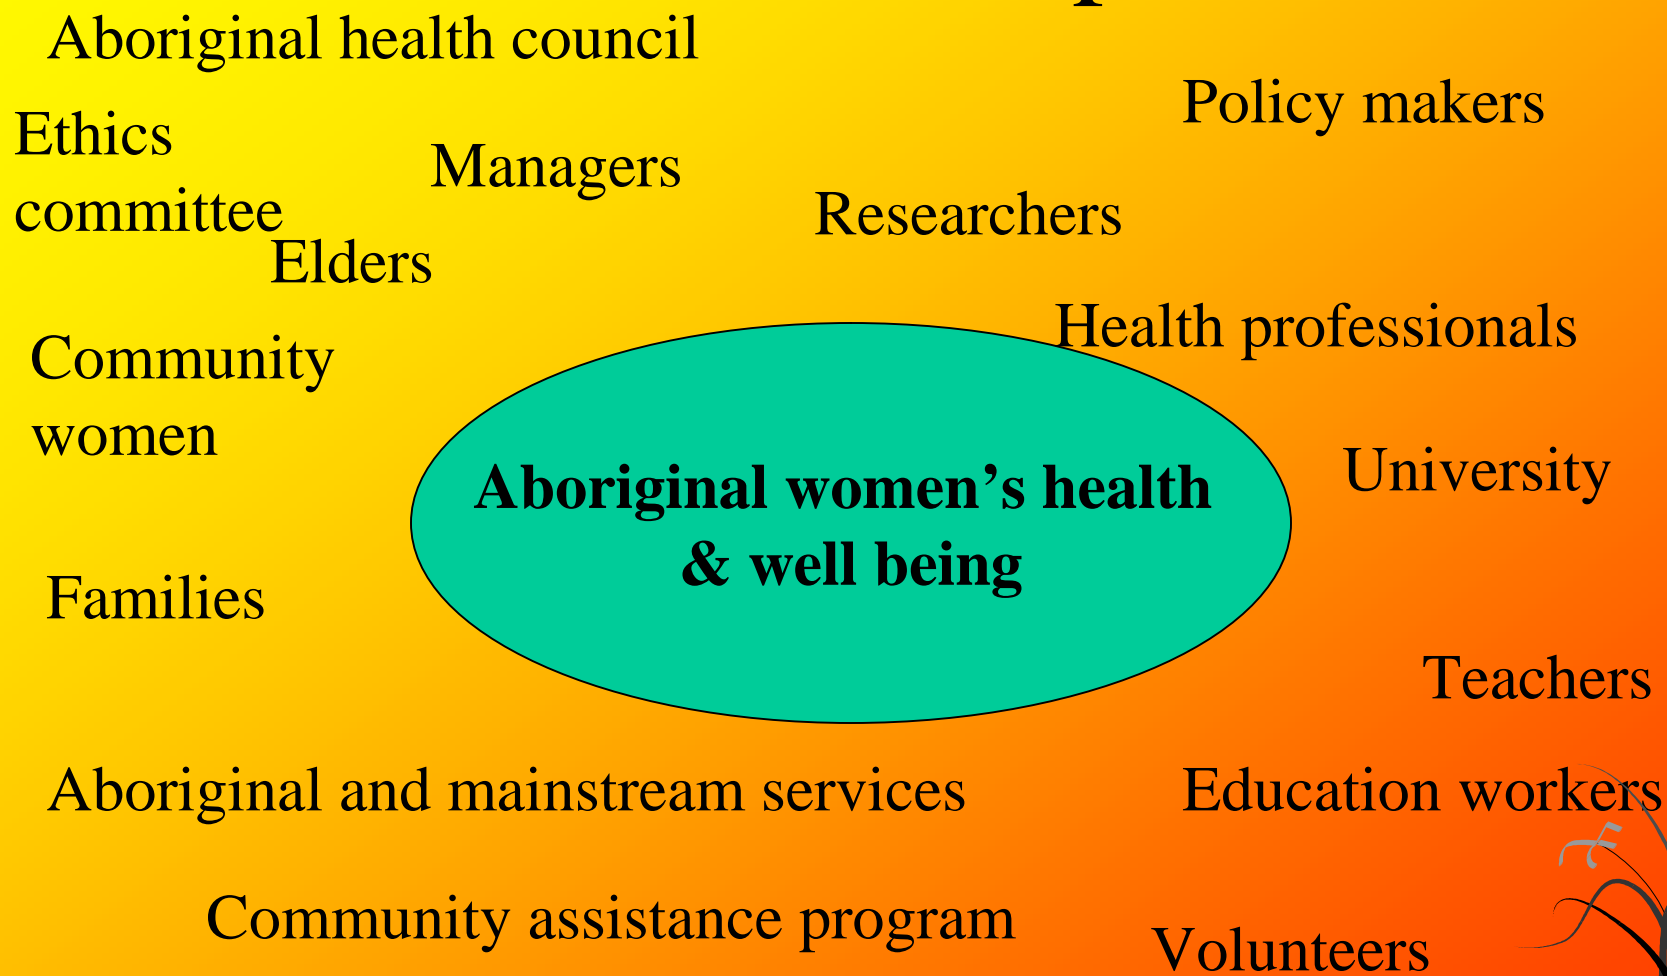 Aboriginal health council
Policy makers
Ethics
committee
Managers
Researchers
Elders
Health professionals
Community
women
University
Aboriginal women’s health
& well being
Families
Teachers
Aboriginal and mainstream services
Education workers
Community assistance program
Volunteers